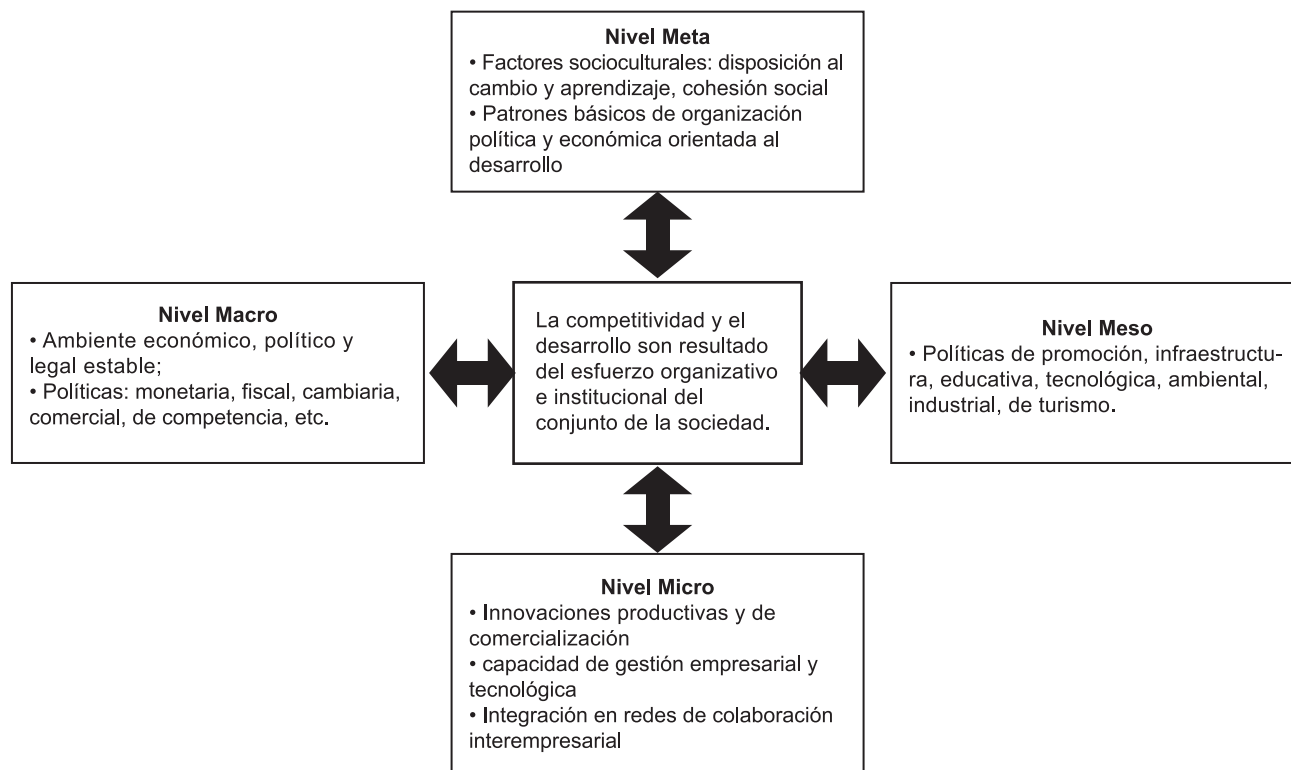 Nivel Meta
• Factores socioculturales: disposición al
cambio y aprendizaje, cohesión social
• Patrones básicos de organización
política y económica orientada al
desarrollo
Nivel Macro
• Ambiente económico, político y
legal estable;
• Políticas: monetaria, fiscal, cambiaria,
comercial, de competencia, etc.
La competitividad y el
desarrollo son resultado
del esfuerzo organizativo
e institucional del
conjunto de la sociedad.
Nivel Meso
• Políticas de promoción, infraestructu-
ra, educativa, tecnológica, ambiental,
industrial, de turismo.
Nivel Micro
• Innovaciones productivas y de
comercialización
• capacidad de gestión empresarial y
tecnológica
• Integración en redes de colaboración
interempresarial